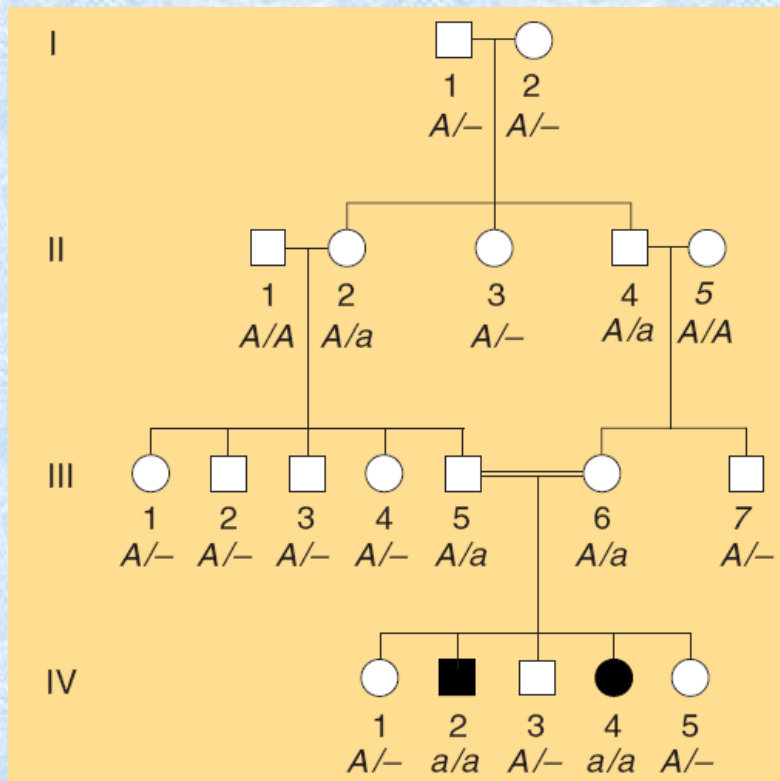 I
1 2
A/– A/–
II
1 2 3 4 5
A/A A/a A/– A/a A/A
III
1 2 3 4 5 6 7
A/– A/– A/– A/– A/a A/a A/–
IV
1 2 3 4 5
A/– a/a A/– a/a A/–